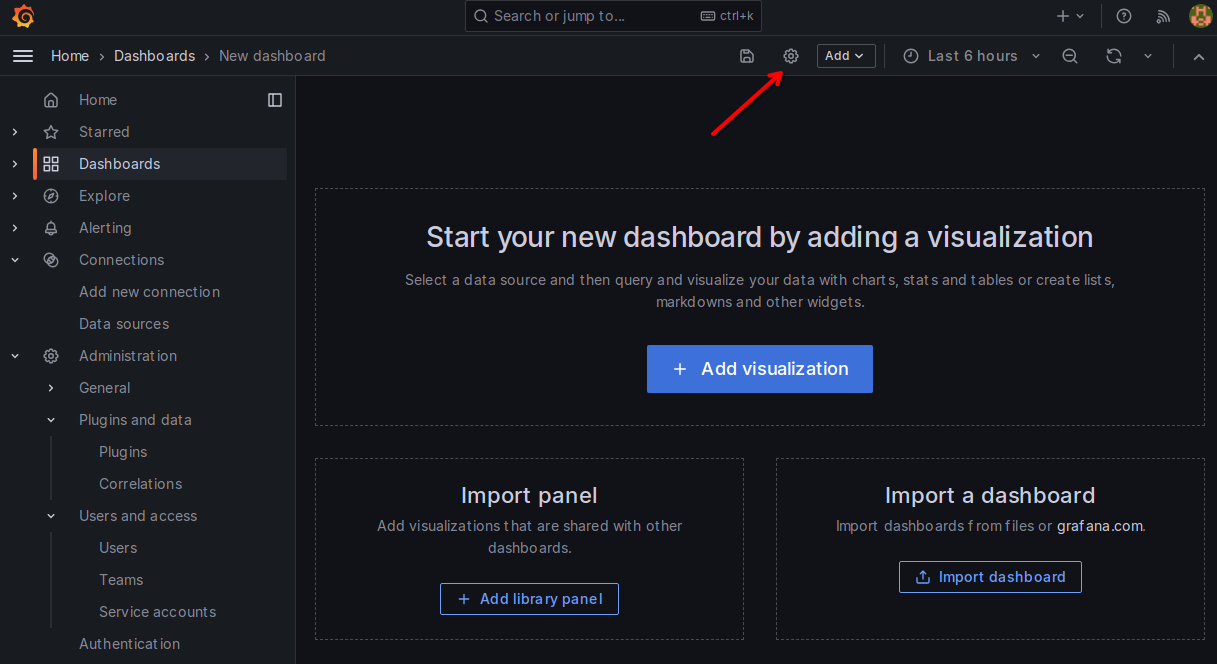 Search or jump to... ctrl+k
Home › Dashboards › New dashboard
Add
Last 6 hours
Home
Starred
Dashboards
Explore
Alerting
Connections
Add new connection
Data sources
Administration
General
Plugins and data
Plugins
Correlations
Users and access
Users
Teams
Service accounts
Authentication
Start your new dashboard by adding a visualization
Select a data source and then query and visualize your data with charts, stats and tables or create lists,
markdowns and other widgets.
+ Add visualization
Import panel
Add visualizations that are shared with other
dashboards.
+ Add library panel
Import a dashboard
Import dashboards from files or grafana.com.
Import dashboard